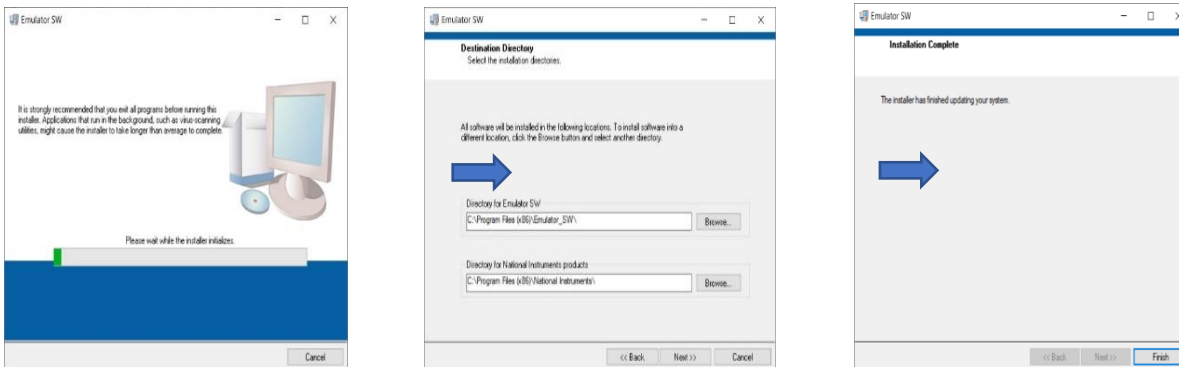 Emulator SW
It is strongly recommended that you exit all programs before running this
installer. Applications that run in the background, such as virus-scanning
utilities, might cause the installer to take longer than average to complete.
Please wait while the installer initializes.
Cancel
Emulator SW
Destination Directory
Select the installation directories.
All software will be installed in the following locations. To install software into a
different location, click the Browse button and select another directory.
Directory for Emulator SW
C:\Program Files (x86)\Emulator_SW\
Browse...
Directory for National Instruments products
C:\Program Files (x86)\National Instruments\
Browse...
<< Back Next >> Cancel
Emulator SW
Installation Complete
The installer has finished updating your system.
<< Back Next >> Finish